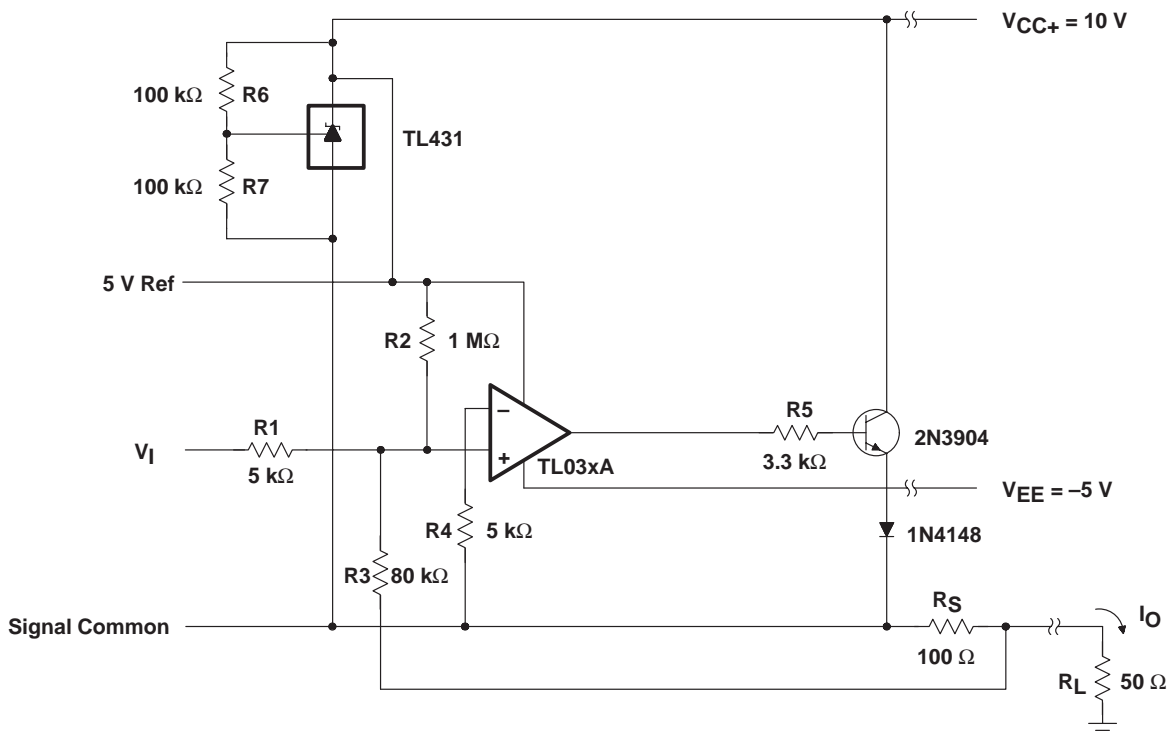 VCC+ = 10 V
100 kΩ
R6
TL431
100 kΩ
R7
5 V Ref
R2
1 MΩ
R1
VI
5 kΩ
−
+
TL03xA
R5
3.3 kΩ
2N3904
VEE = –5 V
R4
5 kΩ
1N4148
R3
80 kΩ
Signal Common
RS
100 Ω
IO
RL
50 Ω